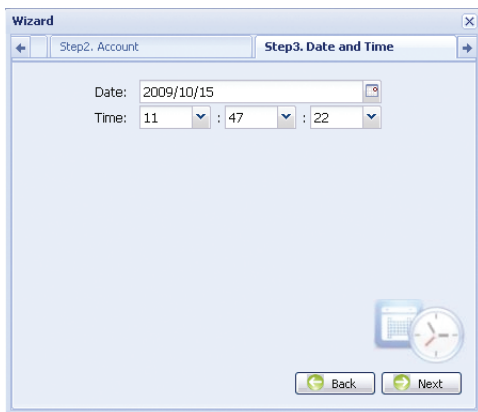 Wizard
Step2. Account
Step3. Date and Time
Date: 2009/10/15
Time: 11 : 47 : 22
Back
Next